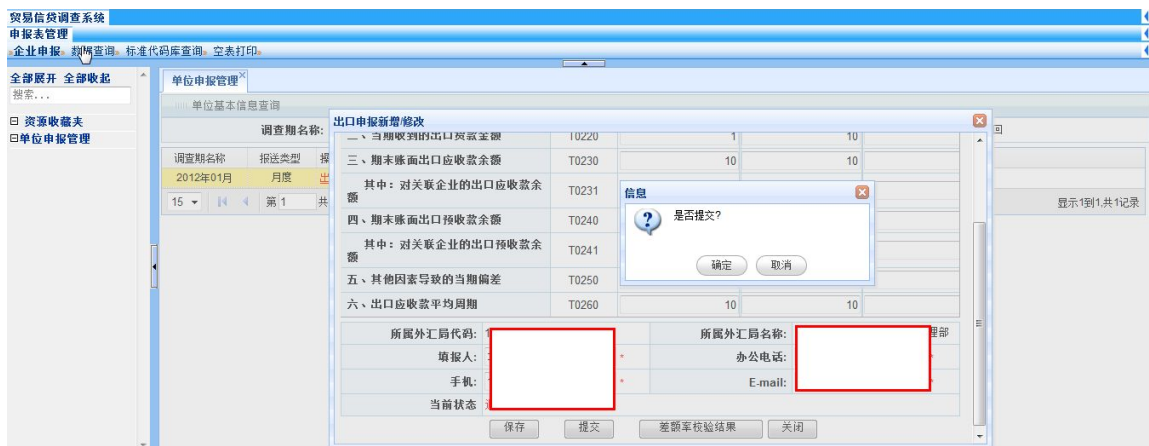 贸易信贷调查系统
申报表管理
企业申报 数据查询 标准代码库查询 空表打印
全部展开 全部收起
搜索...
资源收藏夹
单位申报管理
单位申报管理
单位基本信息查询
调查期名称:
调查期名称 报送类型
2012年01月 月度
15 第 1 共
显示1到1,共1记录
出口申报新增/修改
二、当期收到的出口货款金额 T0220 1 10
三、期末账面出口应收款余额 T0230 10 10
其中：对关联企业的出口应收款余额 T0231
四、期末账面出口预收款余额 T0240
其中：对关联企业的出口预收款余额 T0241
五、其他因素导致的当期偏差 T0250
六、出口应收款平均周期 T0260 10 10
信息
是否提交?
确定 取消
所属外汇局代码: 所属外汇局名称: 理部
填报人: * 办公电话:
手机: * E-mail:
当前状态
保存 提交 差额率校验结果 关闭